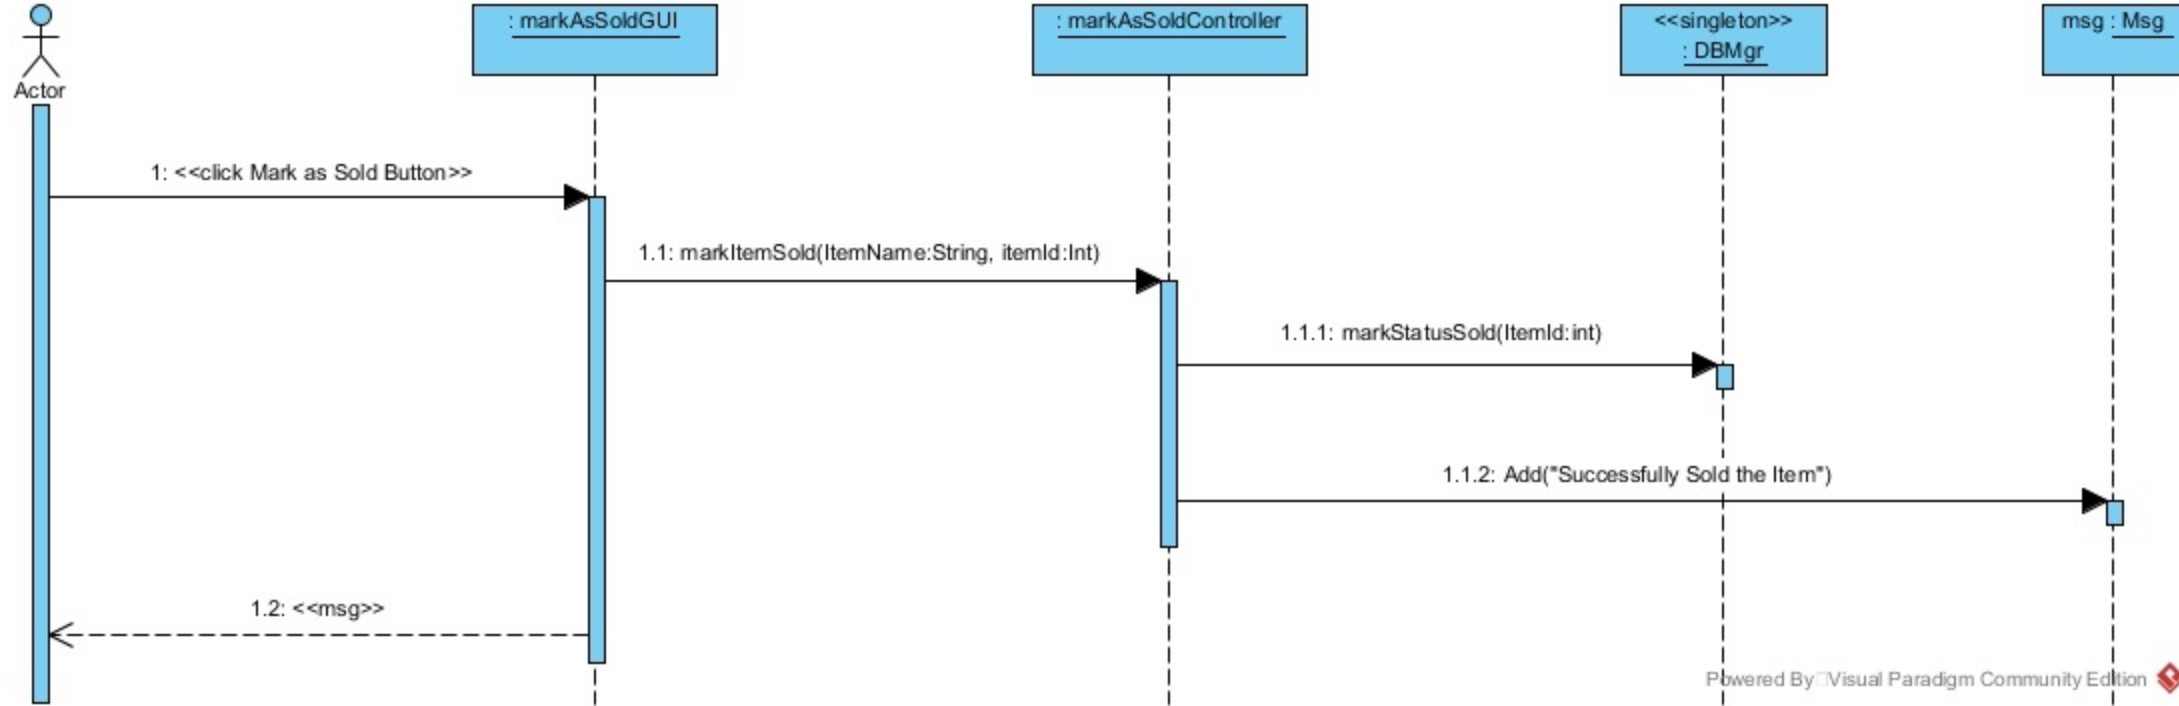 : markAsSoldGUI
: markAsSoldController
<<singleton>>
: DBMgr
msg : Msg
Actor
1: <<click Mark as Sold Button>>
1.1: markItemSold(ItemName:String, itemId:Int)
1.1.1: markStatusSold(ItemId:int)
1.1.2: Add("Successfully Sold the Item")
1.2: <<msg>>
Powered By Visual Paradigm Community Edition